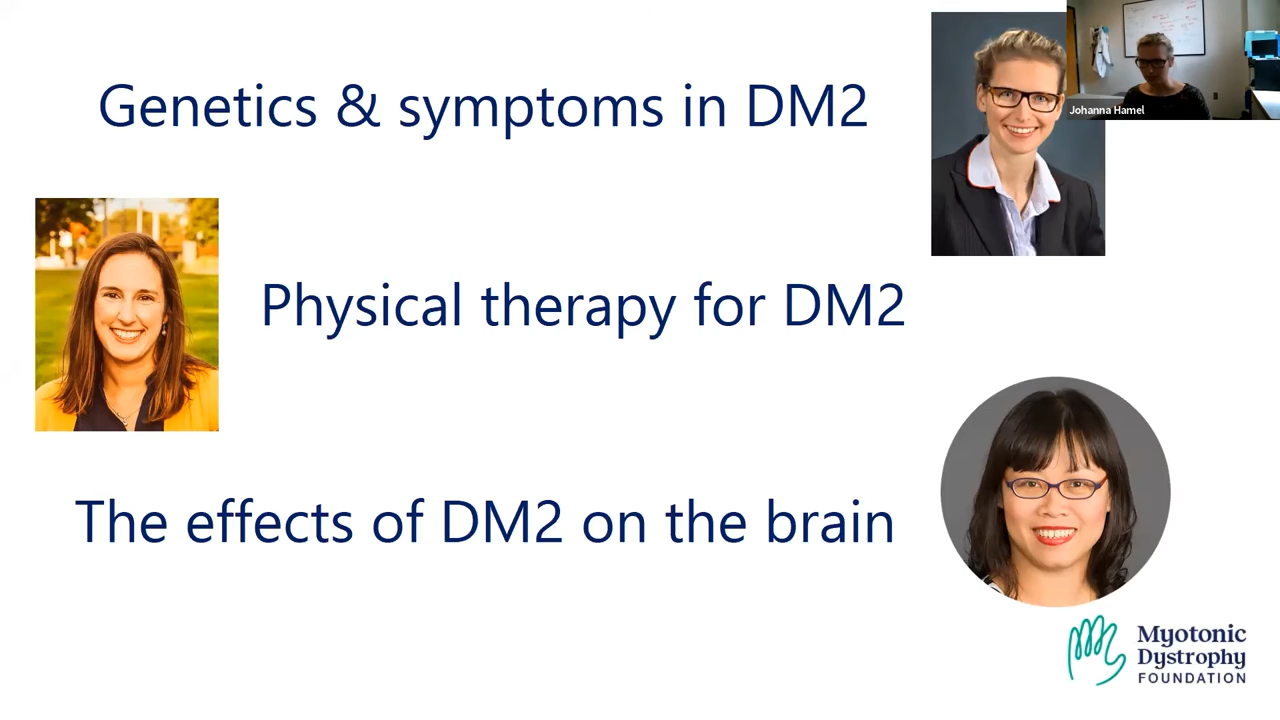 Genetics & symptoms in DM2
Johanna Hamel
Physical therapy for DM2
The effects of DM2 on the brain
Myotonic
Dystrophy
FOUNDATION